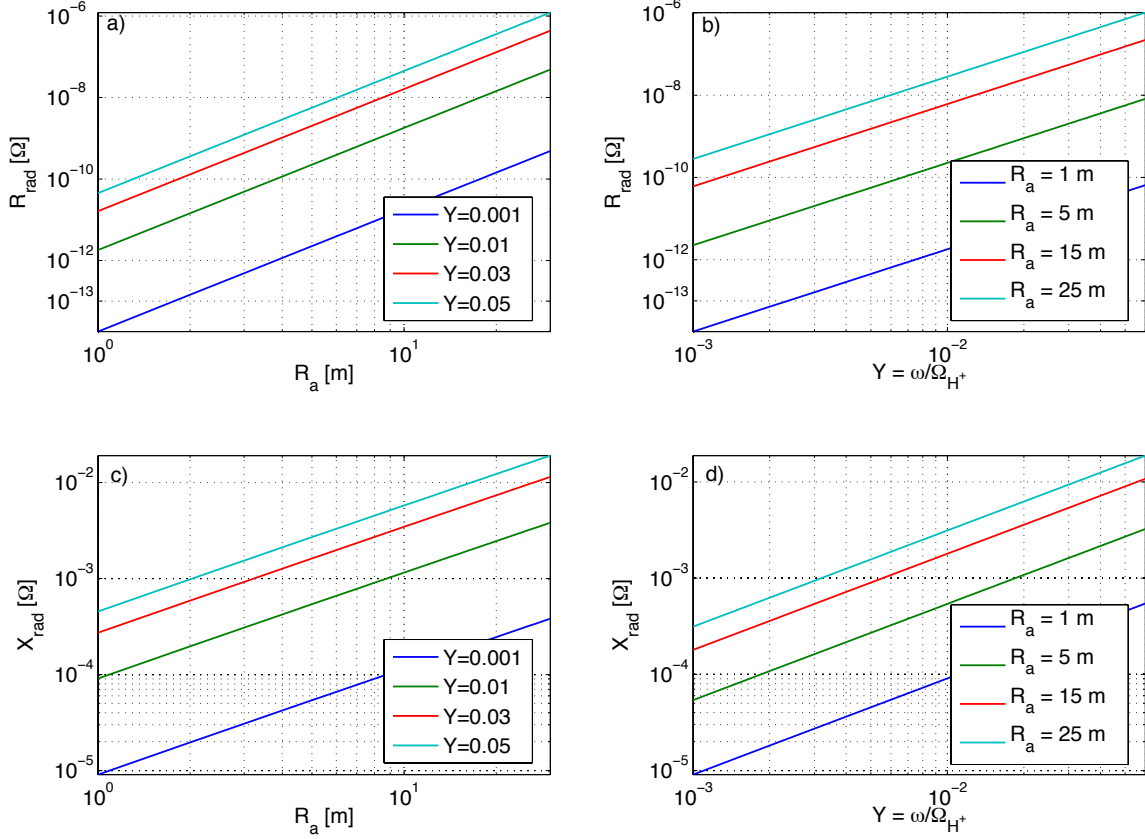 a)
R_rad [Ω]
10^-6
10^-8
10^-10
10^-12
10^-13
10^0
10^1
R_a [m]
Y=0.001
Y=0.01
Y=0.03
Y=0.05
b)
R_rad [Ω]
10^-6
10^-8
10^-10
10^-12
10^-13
10^-3
10^-2
Y = ω/Ω_H^+
R_a = 1 m
R_a = 5 m
R_a = 15 m
R_a = 25 m
c)
X_rad [Ω]
10^-2
10^-3
10^-4
10^-5
10^0
10^1
R_a [m]
Y=0.001
Y=0.01
Y=0.03
Y=0.05
d)
X_rad [Ω]
10^-2
10^-3
10^-4
10^-5
10^-3
10^-2
Y = ω/Ω_H^+
R_a = 1 m
R_a = 5 m
R_a = 15 m
R_a = 25 m